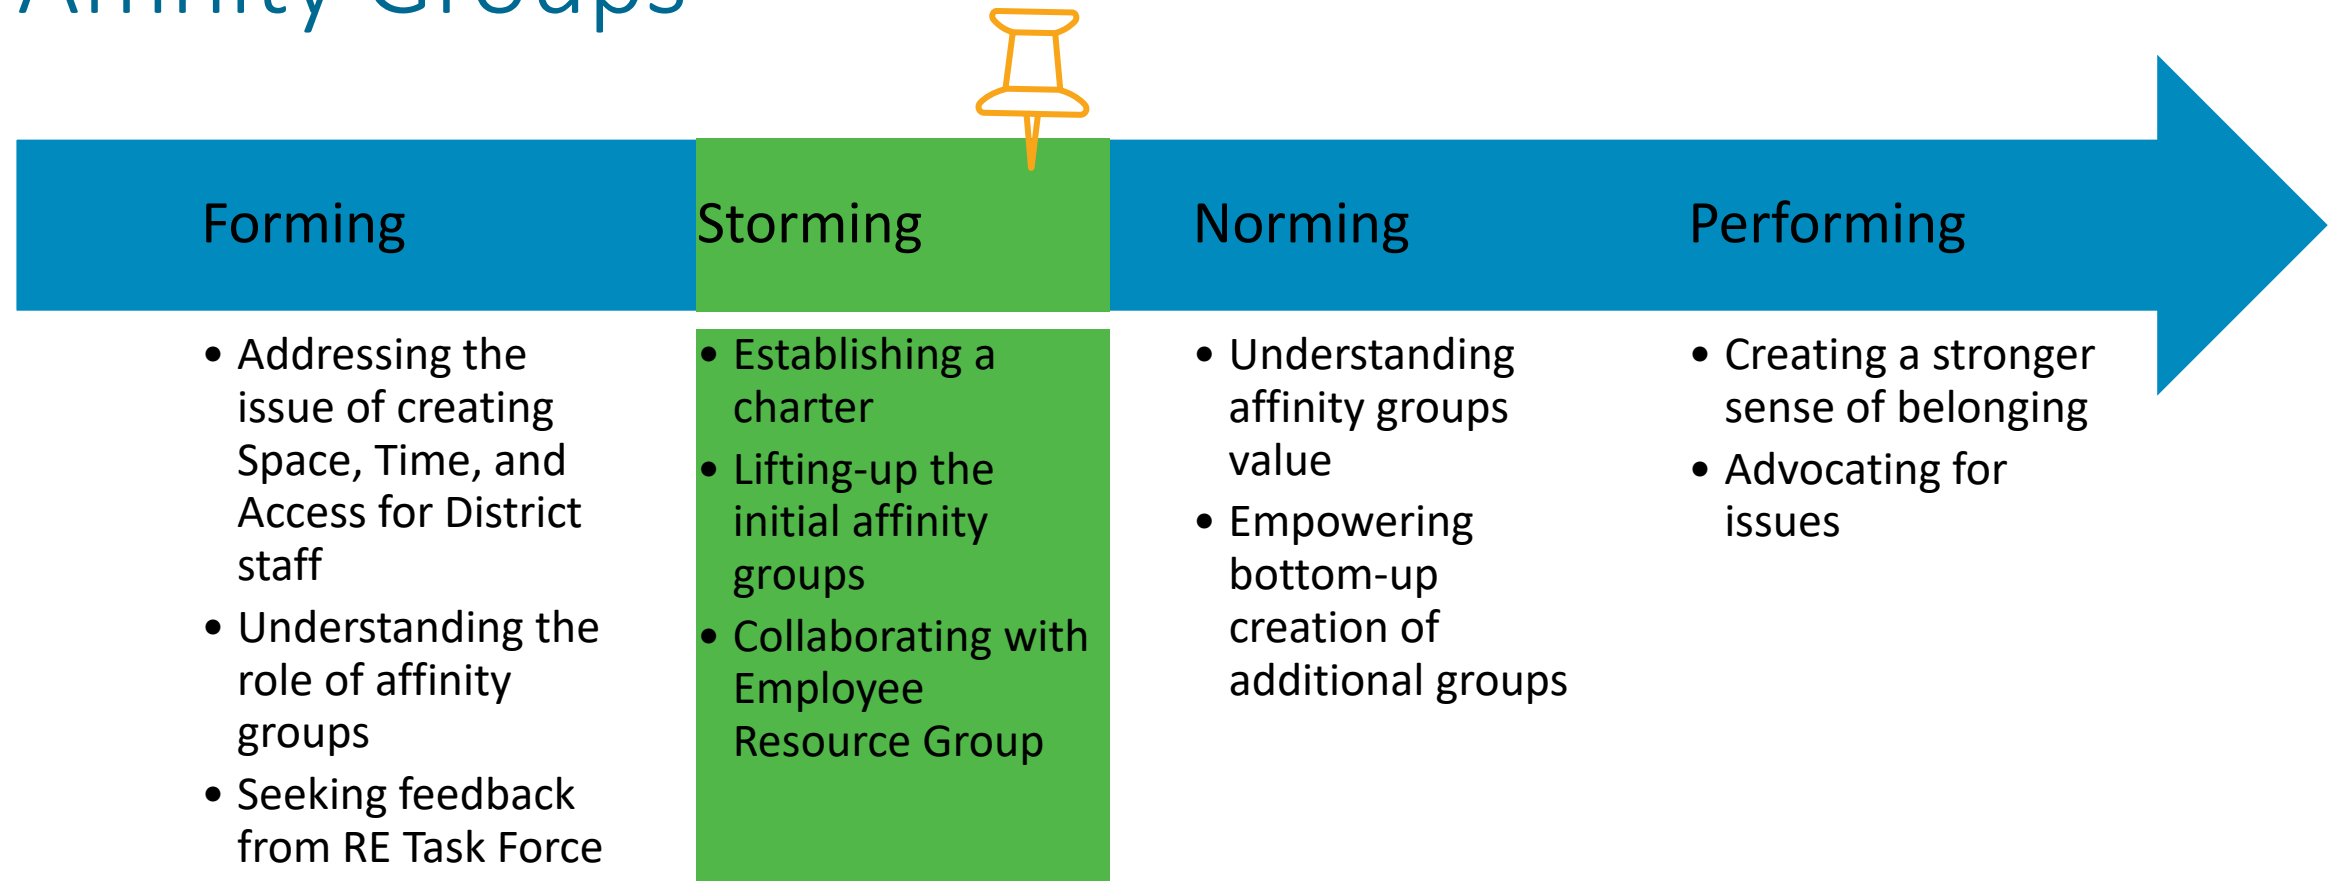 Affinity Groups
Forming
Storming
Norming
Performing
• Addressing the
issue of creating
Space, Time, and
Access for District
staff
• Understanding the
role of affinity
groups
• Seeking feedback
from RE Task Force
• Establishing a
charter
• Lifting-up the
initial affinity
groups
• Collaborating with
Employee
Resource Group
• Understanding
affinity groups
value
• Empowering
bottom-up
creation of
additional groups
• Creating a stronger
sense of belonging
• Advocating for
issues